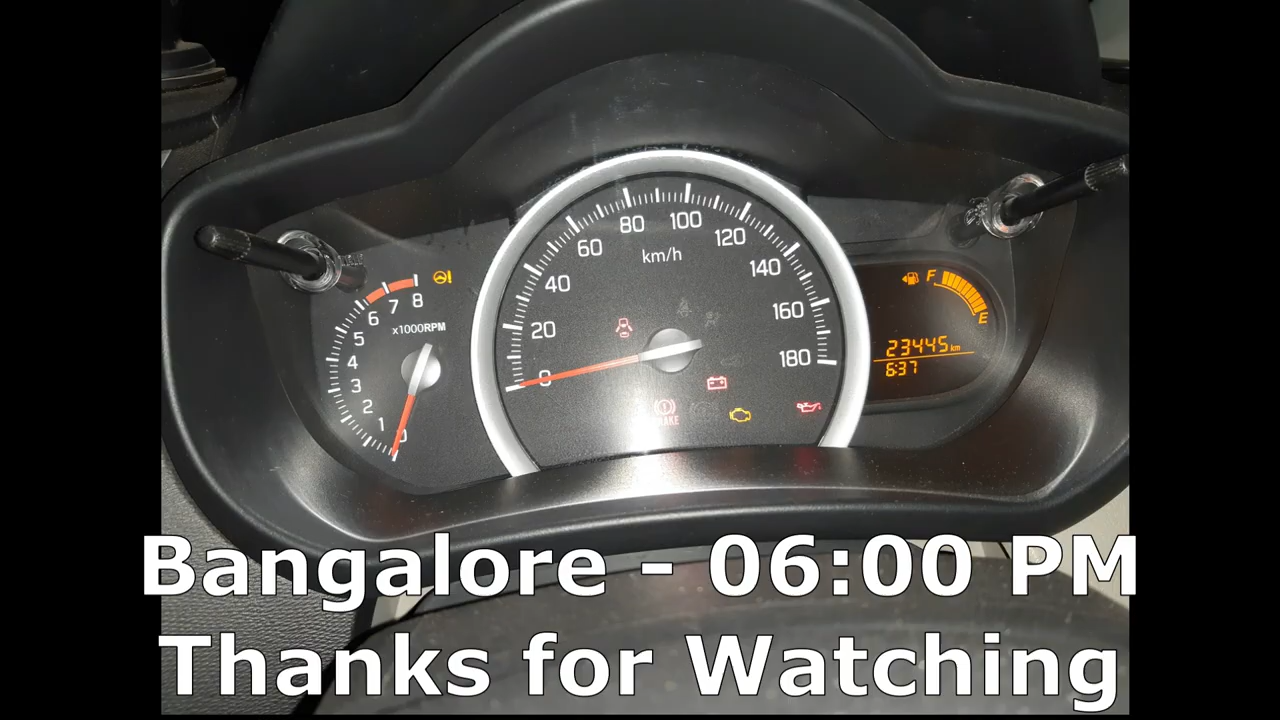 80 100
60 120
km/h
40 140
20 160
0 180
8
7
6
5
4
3
2
1
0
x1000RPM
F
E
23445 km
6:37
BRAKE
Bangalore - 06:00 PM
Thanks for Watching